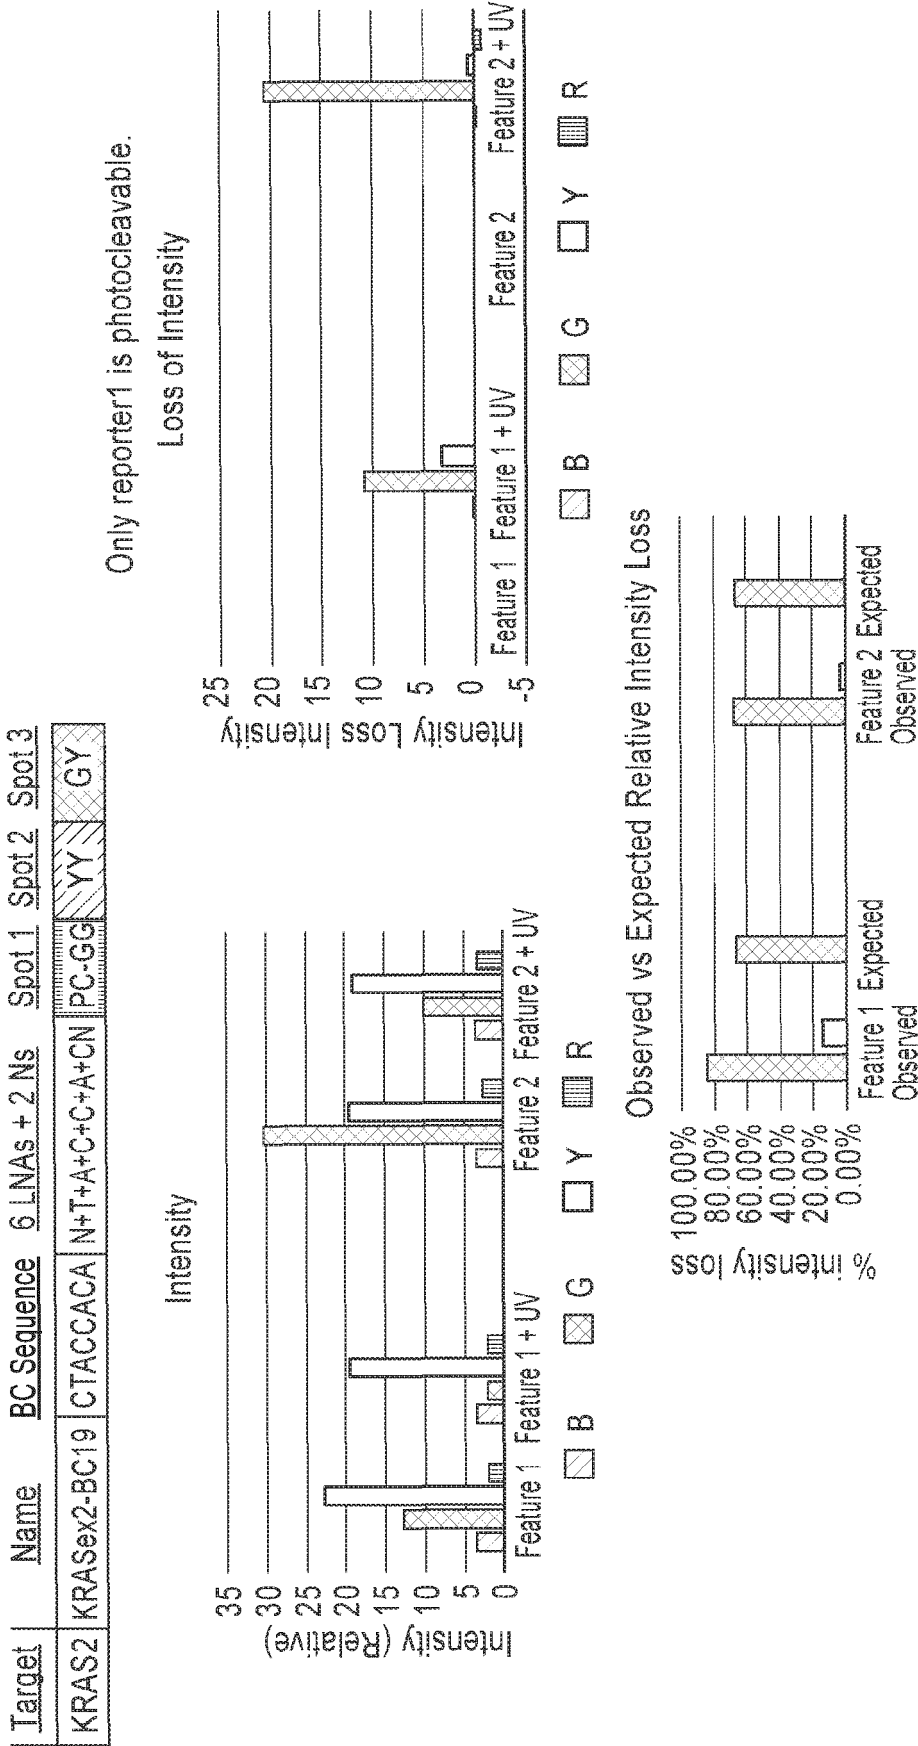 Target Name BC Sequence 6 LNAs + 2 Ns Spot 1 Spot 2 Spot 3
KRAS2 KRASex2-BC19 CTACCACA N+T+A+C+C+A+CN PC-GG YY GY
Only reporter1 is photocleavable.
Intensity
Intensity (Relative)
35
30
25
20
15
10
5
0
Feature 1 Feature 1 + UV Feature 2 Feature 2 + UV
B G Y R
Loss of Intensity
Intensity Loss Intensity
25
20
15
10
5
0
-5
Feature 1 Feature 1 + UV Feature 2 Feature 2 + UV
B G Y R
Observed vs Expected Relative Intensity Loss
% intensity loss
100.00%
80.00%
60.00%
40.00%
20.00%
0.00%
Feature 1 Expected Feature 2 Expected
Observed Observed